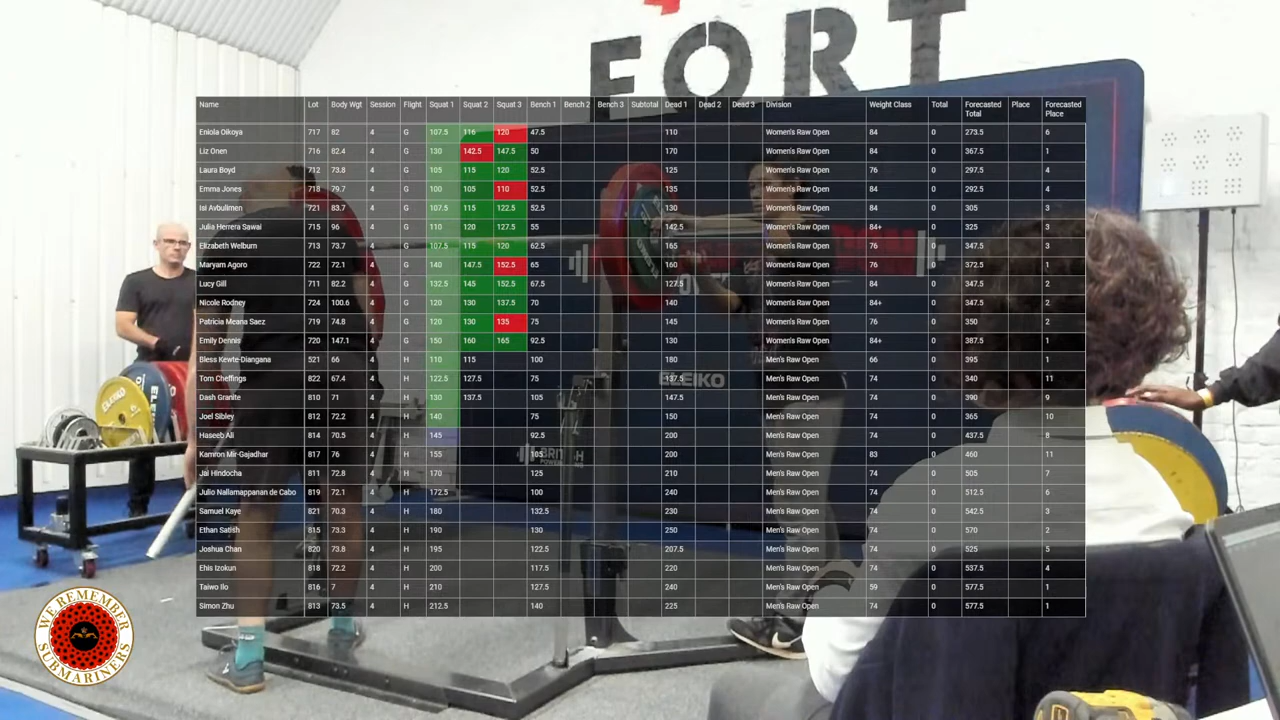 FORT
Name Lot Body Wgt Session Flight Squat 1 Squat 2 Squat 3 Bench 1 Bench 2 Bench 3 Subtotal Dead 1 Dead 2 Dead 3 Division Weight Class Total Forecasted Total Place Forecasted Place
Eniola Oikoya 717 82 4 G 107.5 116 120 47.5 110 Women's Raw Open 84 0 273.5 6
Liz Onen 716 82.4 4 G 130 142.5 147.5 50 170 Women's Raw Open 84 0 367.5 1
Laura Boyd 712 73.8 4 G 105 115 120 52.5 125 Women's Raw Open 76 0 297.5 4
Emma Jones 718 79.7 4 G 100 105 110 52.5 135 Women's Raw Open 84 0 292.5 4
Isi Avbulimen 721 83.7 4 G 107.5 115 122.5 52.5 130 Women's Raw Open 84 0 305 3
Julia Herrera Sawai 715 96 4 G 110 120 127.5 55 142.5 Women's Raw Open 84+ 0 325 3
Elizabeth Welburn 713 73.7 4 G 107.5 115 120 62.5 165 Women's Raw Open 76 0 347.5 3
Maryam Agoro 722 72.1 4 G 140 147.5 152.5 65 160 Women's Raw Open 76 0 372.5 1
Lucy Gill 711 82.2 4 G 132.5 145 152.5 67.5 127.5 Women's Raw Open 84 0 347.5 2
Nicole Rodney 724 100.6 4 G 120 130 137.5 70 140 Women's Raw Open 84+ 0 347.5 2
Patricia Meana Saez 719 74.8 4 G 120 130 135 75 145 Women's Raw Open 76 0 350 2
Emily Dennis 720 147.1 4 G 150 160 165 92.5 130 Women's Raw Open 84+ 0 387.5 1
Bless Kewte-Diangana 521 66 4 H 110 115 100 180 Men's Raw Open 66 0 395 1
Tom Cheffings 822 67.4 4 H 122.5 127.5 75 137.5 Men's Raw Open 74 0 340 11
Dash Granite 810 71 4 H 130 137.5 105 147.5 Men's Raw Open 74 0 390 9
Joel Sibley 812 72.2 4 H 140 75 150 Men's Raw Open 74 0 365 10
Haseeb Ali 814 70.5 4 H 145 92.5 200 Men's Raw Open 74 0 437.5 8
Kamron Mir-Gajadhar 817 76 4 H 155 105 200 Men's Raw Open 83 0 460 11
Jai Hindocha 811 72.8 4 H 170 125 210 Men's Raw Open 74 0 505 7
Julio Nallamappanan de Cabo 819 72.1 4 H 172.5 100 240 Men's Raw Open 74 0 512.5 6
Samuel Kaye 821 70.3 4 H 180 132.5 230 Men's Raw Open 74 0 542.5 3
Ethan Satish 815 73.3 4 H 190 130 250 Men's Raw Open 74 0 570 2
Joshua Chan 820 73.8 4 H 195 122.5 207.5 Men's Raw Open 74 0 525 5
Ehis Izokun 818 72.2 4 H 200 117.5 220 Men's Raw Open 74 0 537.5 4
Taiwo Ilo 816 7 4 H 210 127.5 240 Men's Raw Open 59 0 577.5 1
Simon Zhu 813 73.5 4 H 212.5 140 225 Men's Raw Open 74 0 577.5 1
ELEIKO
BRITISH
ELEIKO
WE REMEMBER
SUBMARINERS